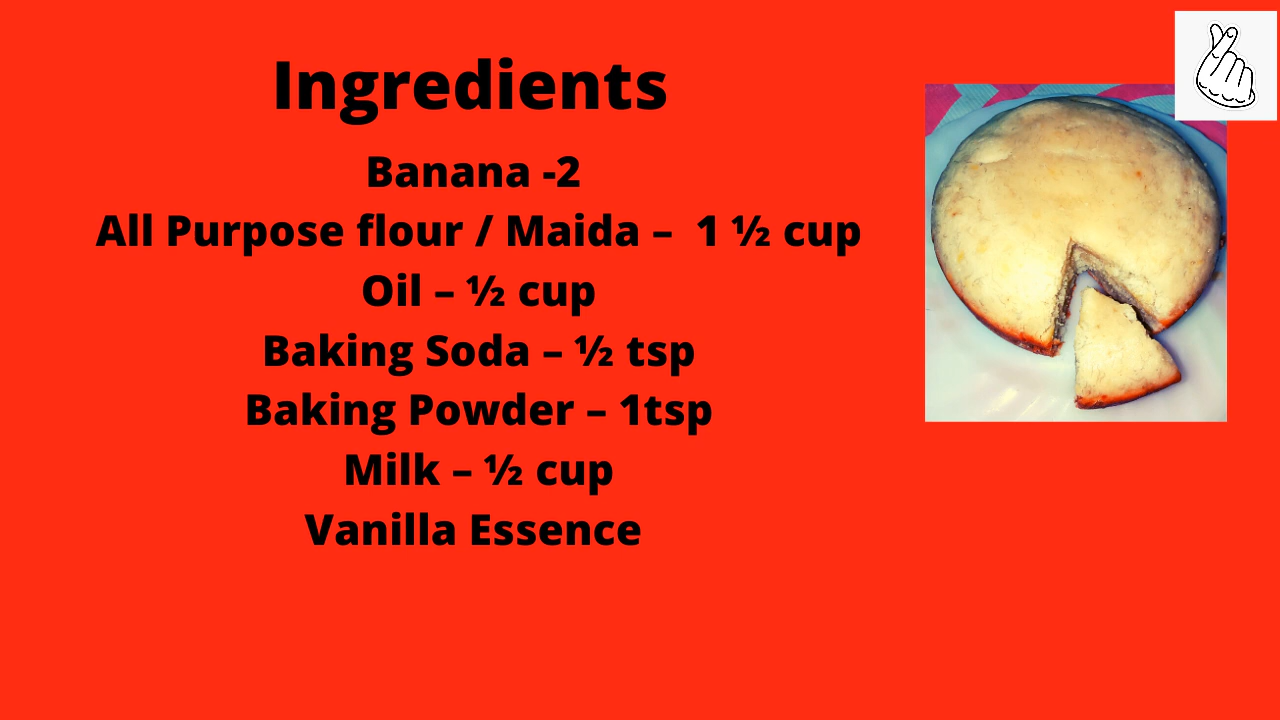 Ingredients
Banana -2
All Purpose flour / Maida – 1 ½ cup
Oil – ½ cup
Baking Soda – ½ tsp
Baking Powder – 1tsp
Milk – ½ cup
Vanilla Essence